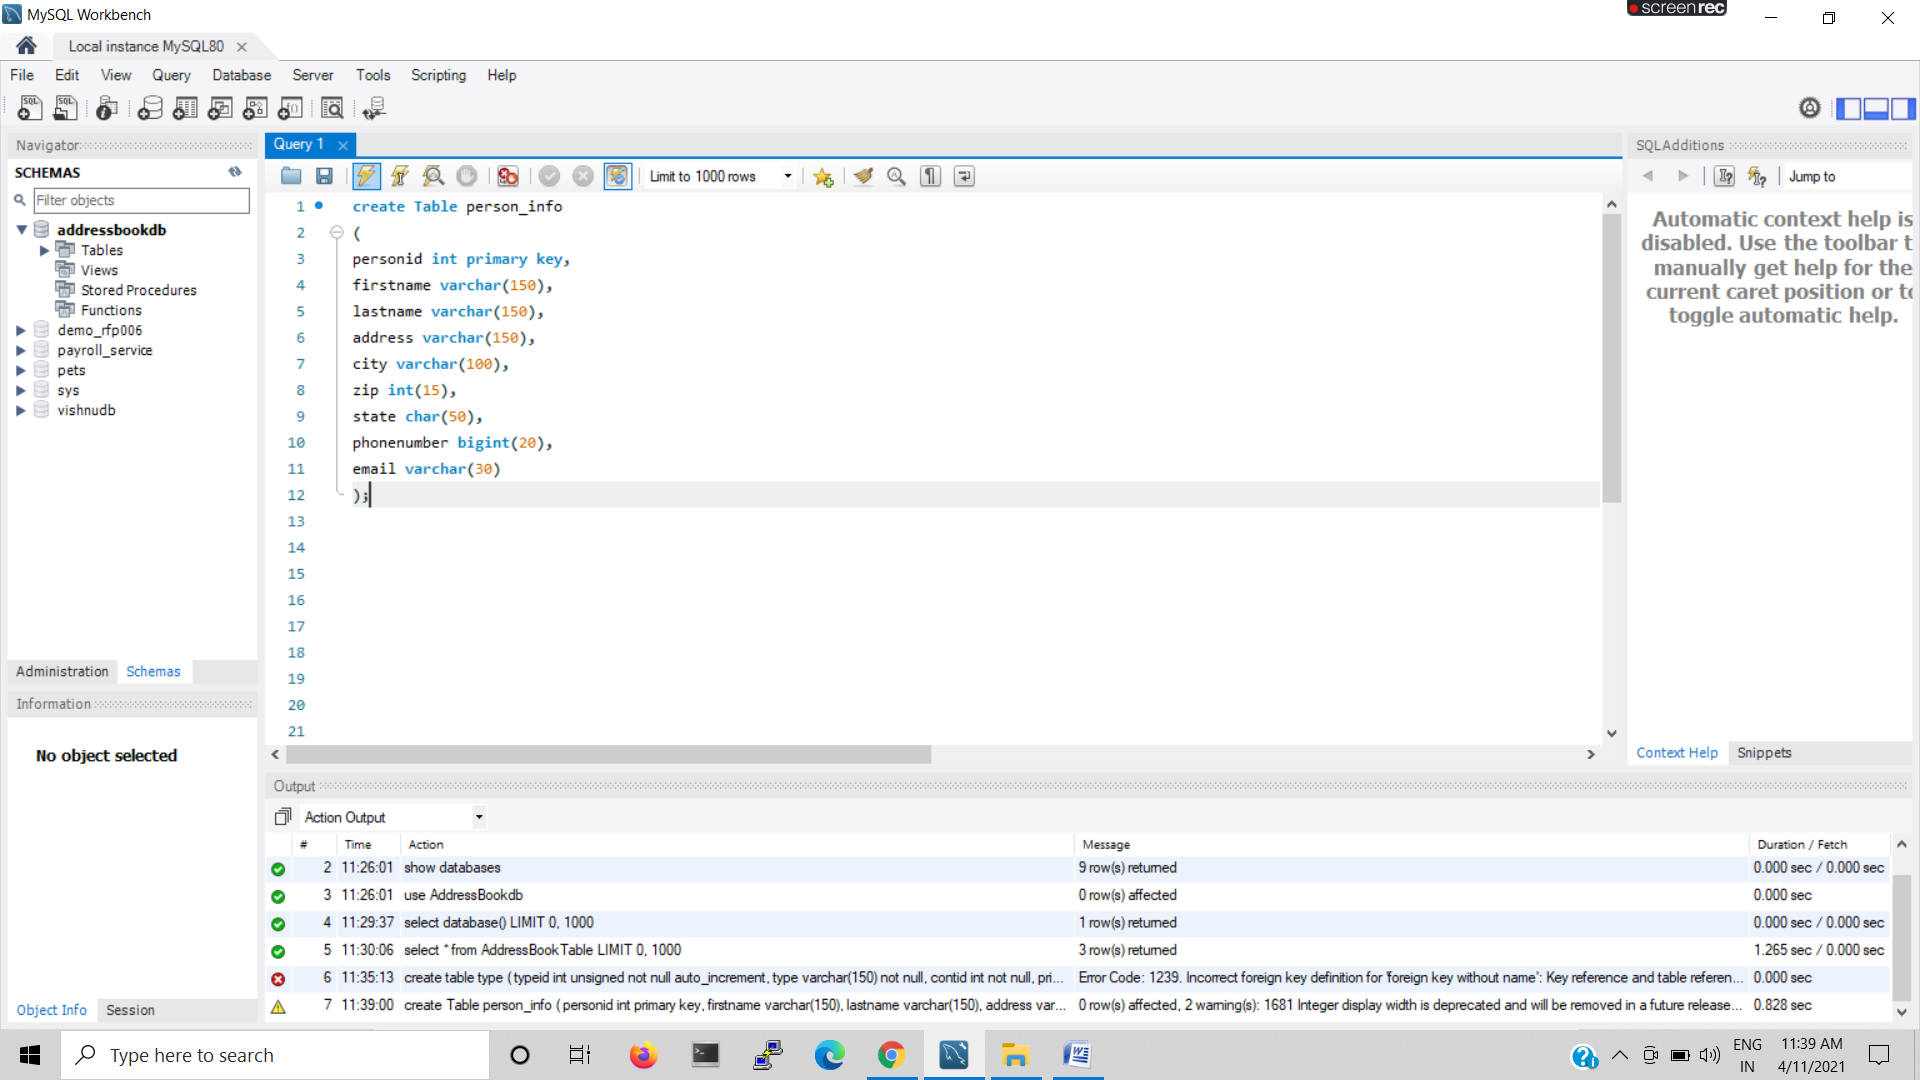 MySQL Workbench
screenrec
Local instance MySQL80
File Edit View Query Database Server Tools Scripting Help
Navigator
SCHEMAS
Filter objects
addressbookdb
Tables
Views
Stored Procedures
Functions
demo_rfp006
payroll_service
pets
sys
vishnudb
Administration Schemas
Information
No object selected
Object Info Session
Query 1
Limit to 1000 rows
1 create Table person_info
2 (
3 personid int primary key,
4 firstname varchar(150),
5 lastname varchar(150),
6 address varchar(150),
7 city varchar(100),
8 zip int(15),
9 state char(50),
10 phonenumber bigint(20),
11 email varchar(30)
12 );
13
14
15
16
17
18
19
20
21
SQLAdditions
Jump to
Automatic context help is
disabled. Use the toolbar t
manually get help for the
current caret position or to
toggle automatic help.
Context Help Snippets
Output
Action Output
# Time Action Message Duration / Fetch
2 11:26:01 show databases 9 row(s) returned 0.000 sec / 0.000 sec
3 11:26:01 use AddressBookdb 0 row(s) affected 0.000 sec
4 11:29:37 select database() LIMIT 0, 1000 1 row(s) returned 0.000 sec / 0.000 sec
5 11:30:06 select * from AddressBookTable LIMIT 0, 1000 3 row(s) returned 1.265 sec / 0.000 sec
6 11:35:13 create table type ( typeid int unsigned not null auto_increment, type varchar(150) not null, contid int not null, pri... Error Code: 1239. Incorrect foreign key definition for 'foreign key without name': Key reference and table referen... 0.000 sec
7 11:39:00 create Table person_info ( personid int primary key, firstname varchar(150), lastname varchar(150), address var... 0 row(s) affected, 2 warning(s): 1681 Integer display width is deprecated and will be removed in a future release... 0.828 sec
Type here to search
ENG
IN
11:39 AM
4/11/2021